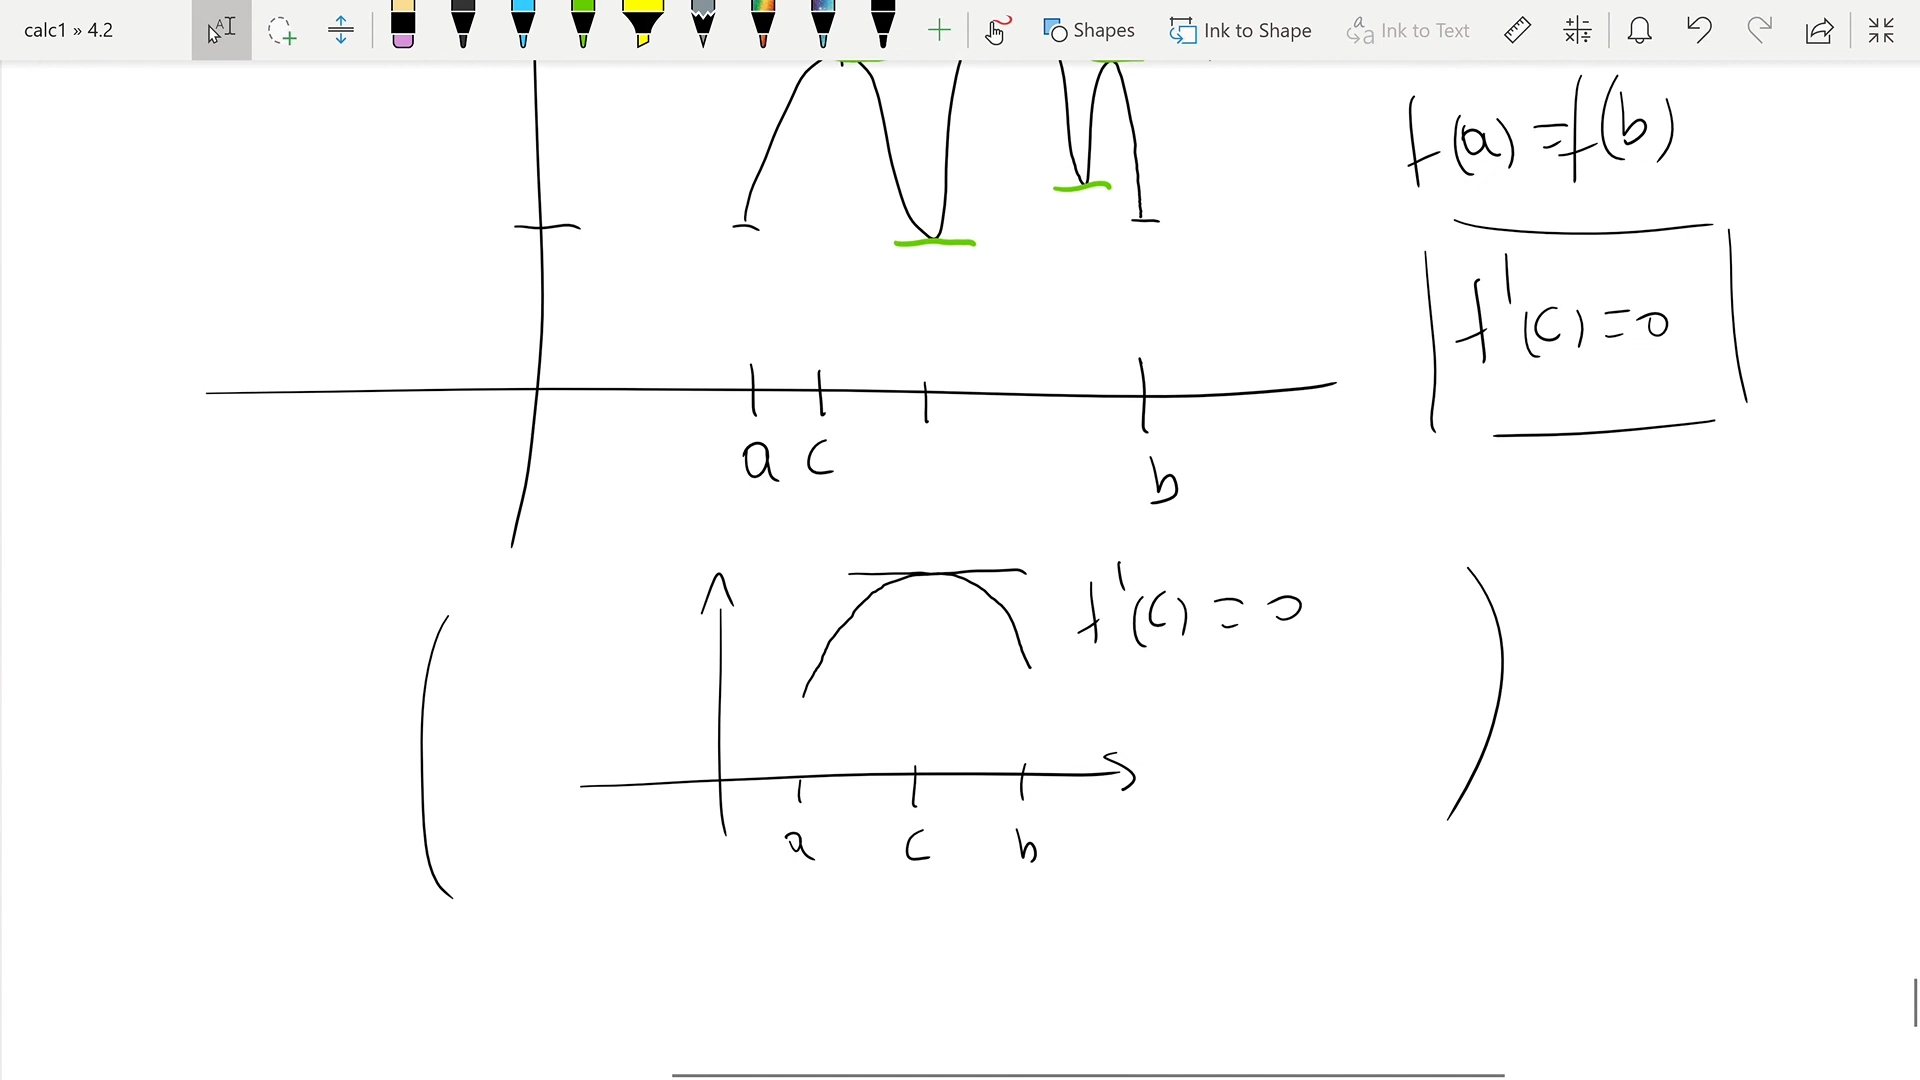 calc1 » 4.2
Shapes
Ink to Shape
Ink to Text
f(a) = f(b)
f'(c) = 0
a c b
f'(c) = 0
a c b